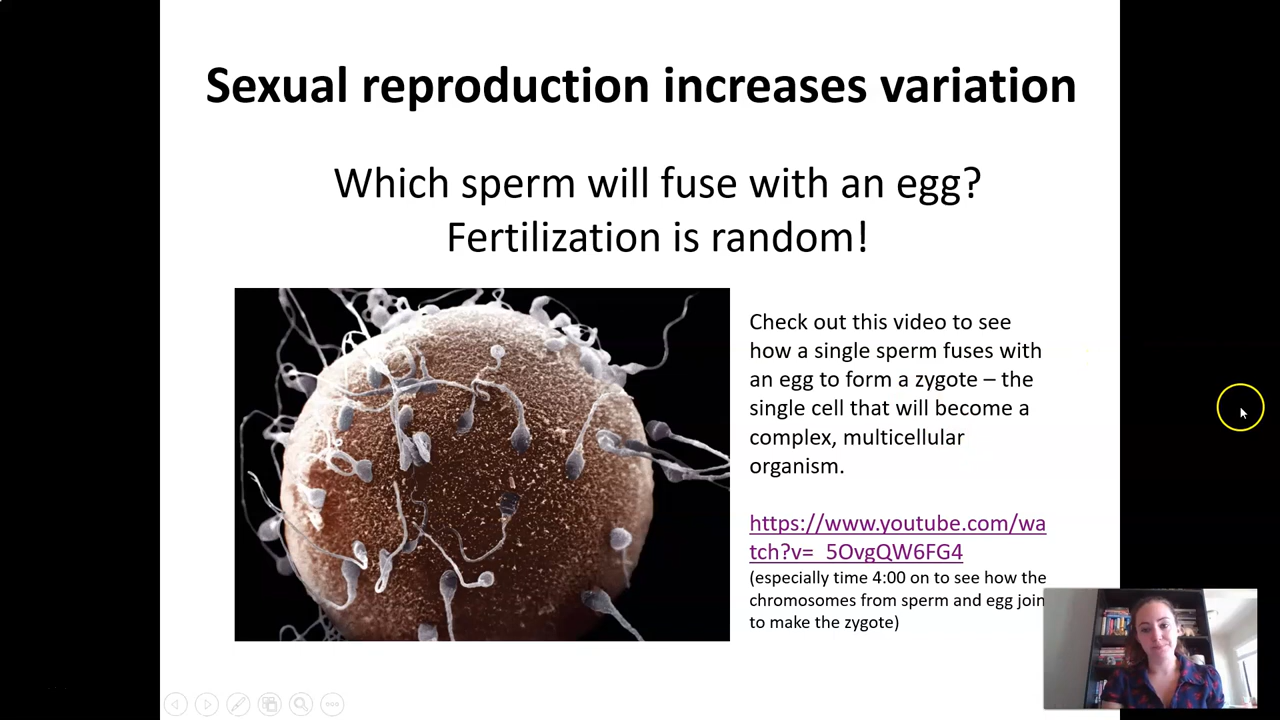 Sexual reproduction increases variation
Which sperm will fuse with an egg?
Fertilization is random!
Check out this video to see
how a single sperm fuses with
an egg to form a zygote – the
single cell that will become a
complex, multicellular
organism.
https://www.youtube.com/wa
tch?v=_5OvgQW6FG4
(especially time 4:00 on to see how the
chromosomes from sperm and egg join
to make the zygote)